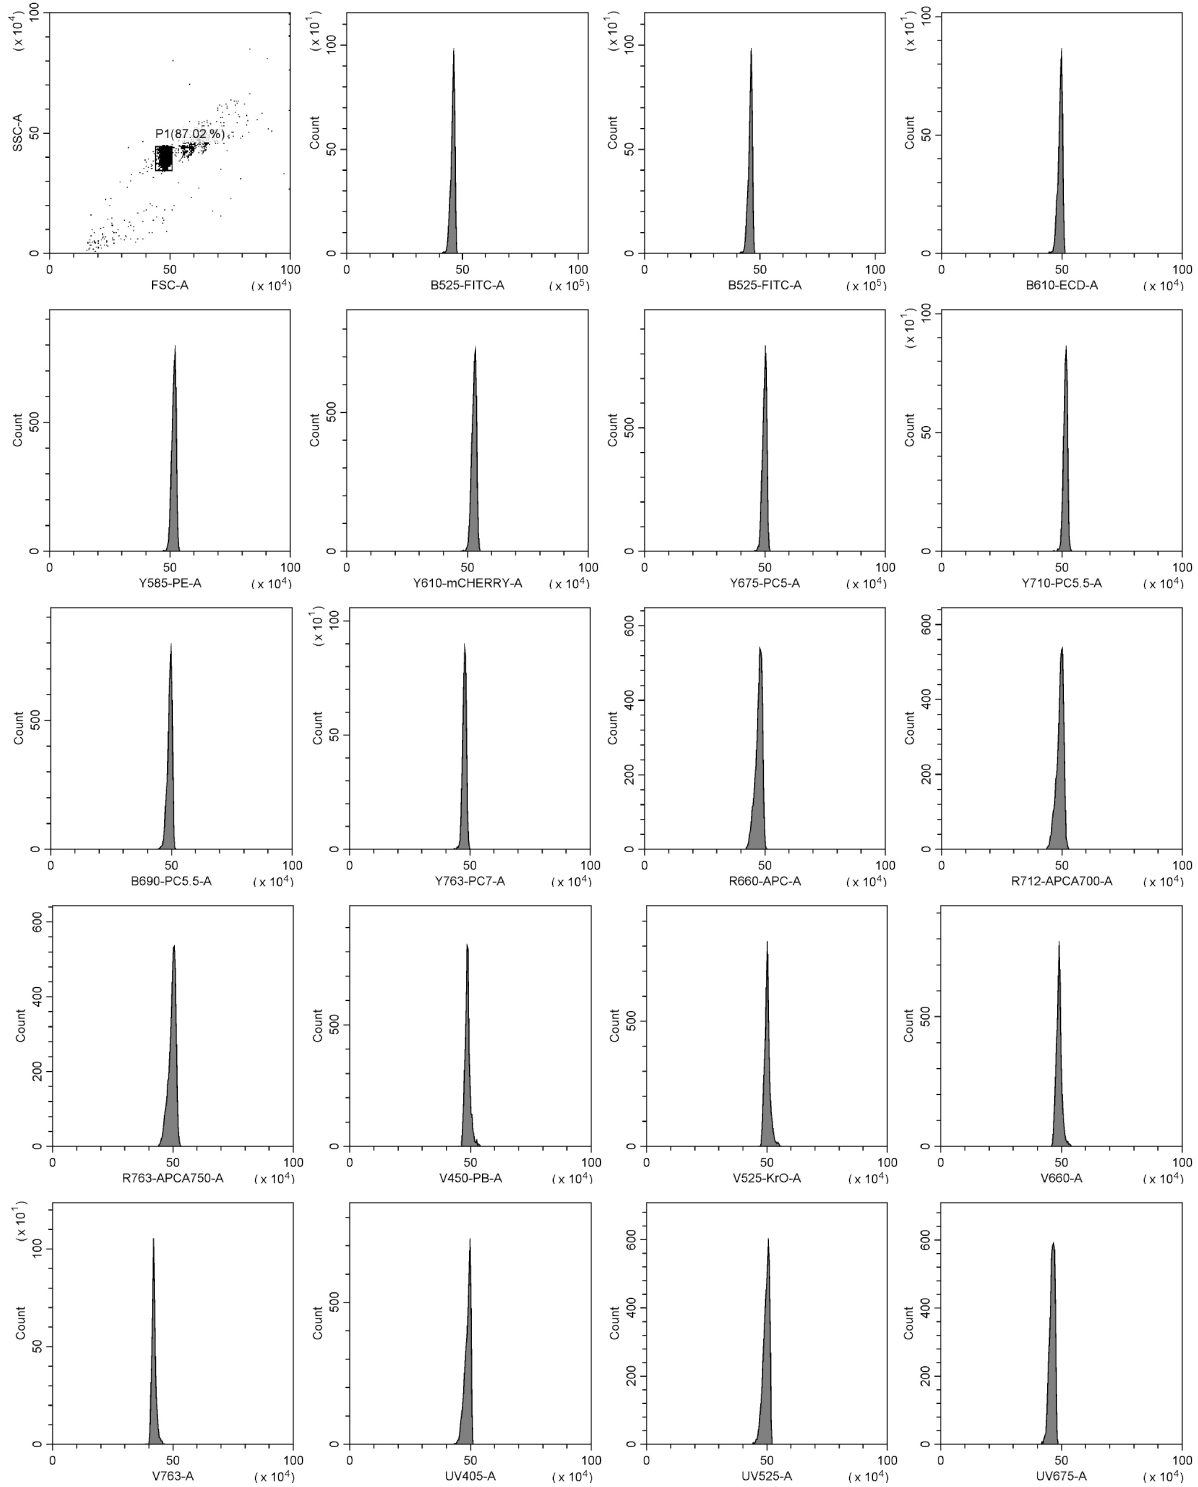 (x 10⁴)
100
50
0
SSC-A
P1(87.02 %)
0 50 100
FSC-A (x 10⁴)
(x 10¹)
100
50
0
Count
0 50 100
B525-FITC-A (x 10⁵)
(x 10¹)
100
50
0
Count
0 50 100
B525-FITC-A (x 10⁵)
(x 10¹)
100
50
0
Count
0 50 100
B610-ECD-A (x 10⁴)
500
0
Count
0 50 100
Y585-PE-A (x 10⁴)
500
0
Count
0 50 100
Y610-mCHERRY-A (x 10⁴)
500
0
Count
0 50 100
Y675-PC5-A (x 10⁴)
(x 10¹)
100
50
0
Count
0 50 100
Y710-PC5.5-A (x 10⁴)
500
0
Count
0 50 100
B690-PC5.5-A (x 10⁴)
(x 10¹)
100
50
0
Count
0 50 100
Y763-PC7-A (x 10⁴)
600
400
200
0
Count
0 50 100
R660-APC-A (x 10⁴)
600
400
200
0
Count
0 50 100
R712-APCA700-A (x 10⁴)
600
400
200
0
Count
0 50 100
R763-APCA750-A (x 10⁴)
500
0
Count
0 50 100
V450-PB-A (x 10⁴)
500
0
Count
0 50 100
V525-KrO-A (x 10⁴)
500
0
Count
0 50 100
V660-A (x 10⁴)
(x 10¹)
100
50
0
Count
0 50 100
V763-A (x 10⁴)
500
0
Count
0 50 100
UV405-A (x 10⁴)
600
400
200
0
Count
0 50 100
UV525-A (x 10⁴)
600
400
200
0
Count
0 50 100
UV675-A (x 10⁴)